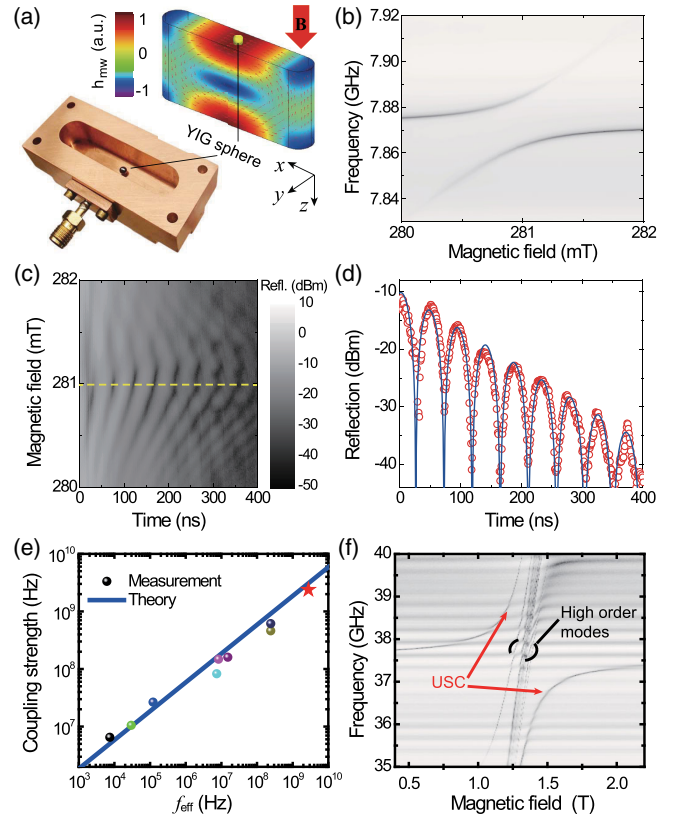 (a)
h_mw (a.u.)
1
0
-1
B
YIG sphere
x
y
z
(b)
Frequency (GHz)
7.92
7.90
7.88
7.86
7.84
280
281
282
Magnetic field (mT)
(c)
Magnetic field (mT)
282
281
280
0
100
200
300
400
Time (ns)
Refl. (dBm)
10
0
-10
-20
-30
-40
-50
(d)
Reflection (dBm)
-10
-20
-30
-40
0
100
200
300
400
Time (ns)
(e)
Coupling strength (Hz)
10^10
10^9
10^8
10^7
Measurement
Theory
10^3
10^4
10^5
10^6
10^7
10^8
10^9
10^10
f_eff (Hz)
(f)
Frequency (GHz)
40
39
38
37
36
35
High order
modes
USC
0.5
1.0
1.5
2.0
Magnetic field (T)